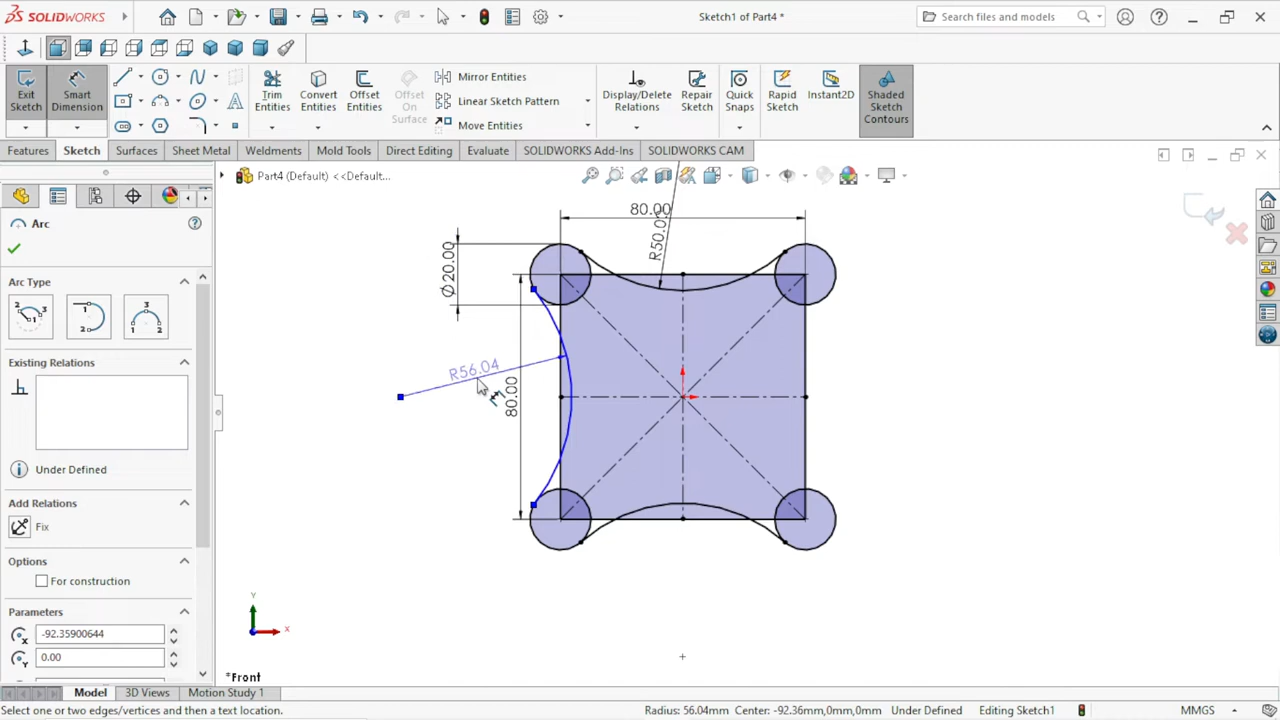 SOLIDWORKS
Sketch1 of Part4 *
Search files and models
Exit Sketch
Smart Dimension
Trim Entities
Convert Entities
Offset Entities
Offset On Surface
Mirror Entities
Linear Sketch Pattern
Move Entities
Display/Delete Relations
Repair Sketch
Quick Snaps
Rapid Sketch
Instant2D
Shaded Sketch Contours
Features
Sketch
Surfaces
Sheet Metal
Weldments
Mold Tools
Direct Editing
Evaluate
SOLIDWORKS Add-Ins
SOLIDWORKS CAM
Part4 (Default) <<Default...
Arc
Arc Type
Existing Relations
Under Defined
Add Relations
Fix
Options
For construction
Parameters
-92.35900644
0.00
80.00
Ø20.00
R56.04
80.00
Y
X
*Front
Model
3D Views
Motion Study 1
Select one or two edges/vertices and then a text location.
Radius: 56.04mm Center: -92.36mm,0mm,0mm
Under Defined
Editing Sketch1
MMGS